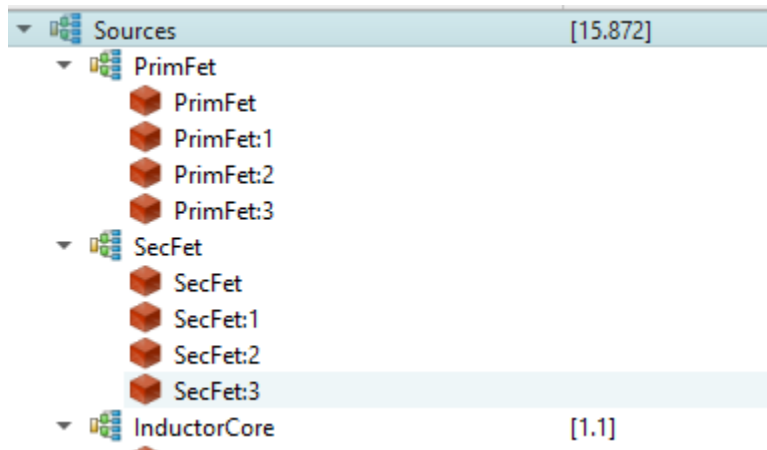 Sources [15.872]
PrimFet
PrimFet
PrimFet:1
PrimFet:2
PrimFet:3
SecFet
SecFet
SecFet:1
SecFet:2
SecFet:3
InductorCore [1.1]